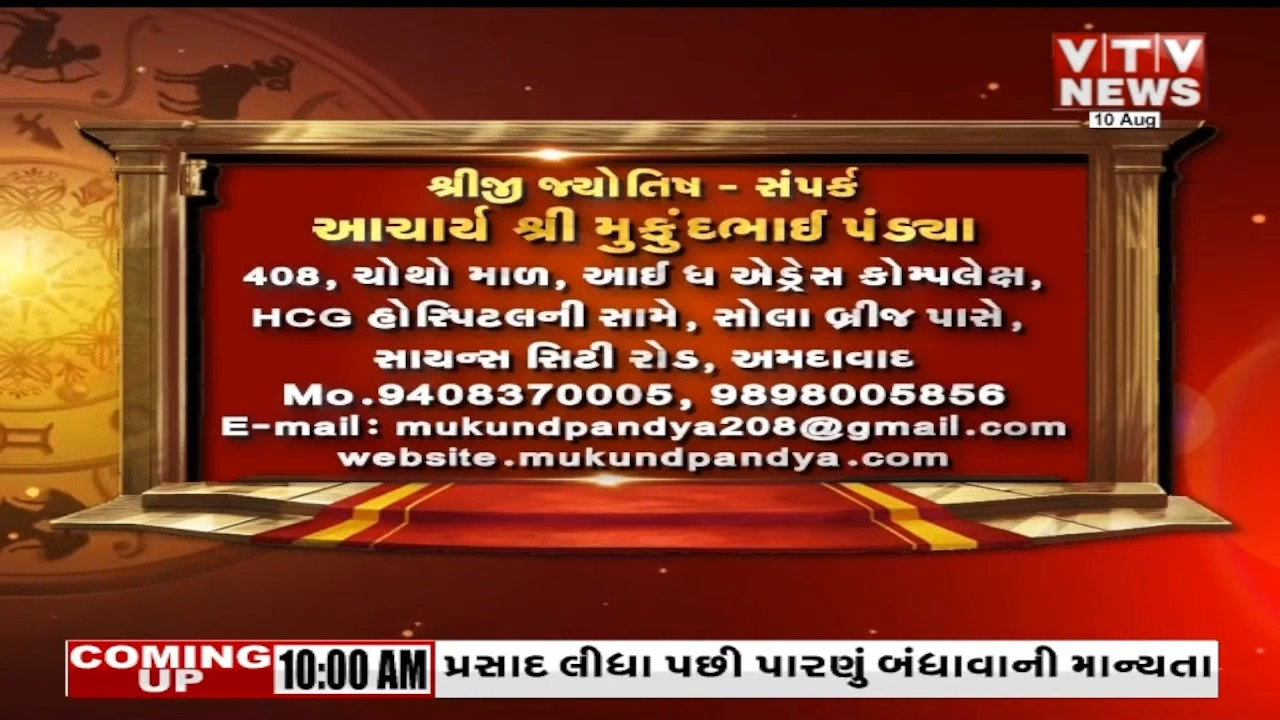 VTV
NEWS
10 Aug
શ્રીજી જ્યોતિષ - સંપર્ક
આચાર્ય શ્રી મુકુંદભાઈ પંડ્યા
408, ચોથો માળ, આઈ ધ એડ્રેસ કોમ્પલેક્ષ,
HCG હોસ્પિટલની સામે, સોલા બ્રીજ પાસે,
સાયન્સ સિટી રોડ, અમદાવાદ
Mo.9408370005, 9898005856
E-mail: mukundpandya208@gmail.com
website.mukundpandya.com
COMING
UP
10:00 AM
પ્રસાદ લીધા પછી પારણું બંધાવાની માન્યતા